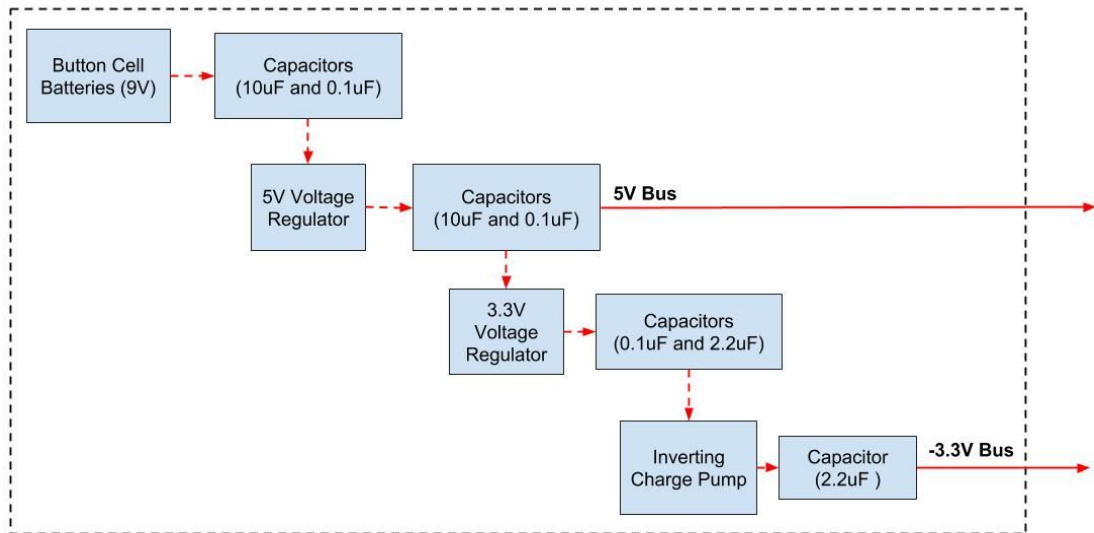 Button Cell
Batteries (9V)
Capacitors
(10uF and 0.1uF)
5V Voltage
Regulator
Capacitors
(10uF and 0.1uF)
5V Bus
3.3V
Voltage
Regulator
Capacitors
(0.1uF and 2.2uF)
Inverting
Charge Pump
Capacitor
(2.2uF )
-3.3V Bus